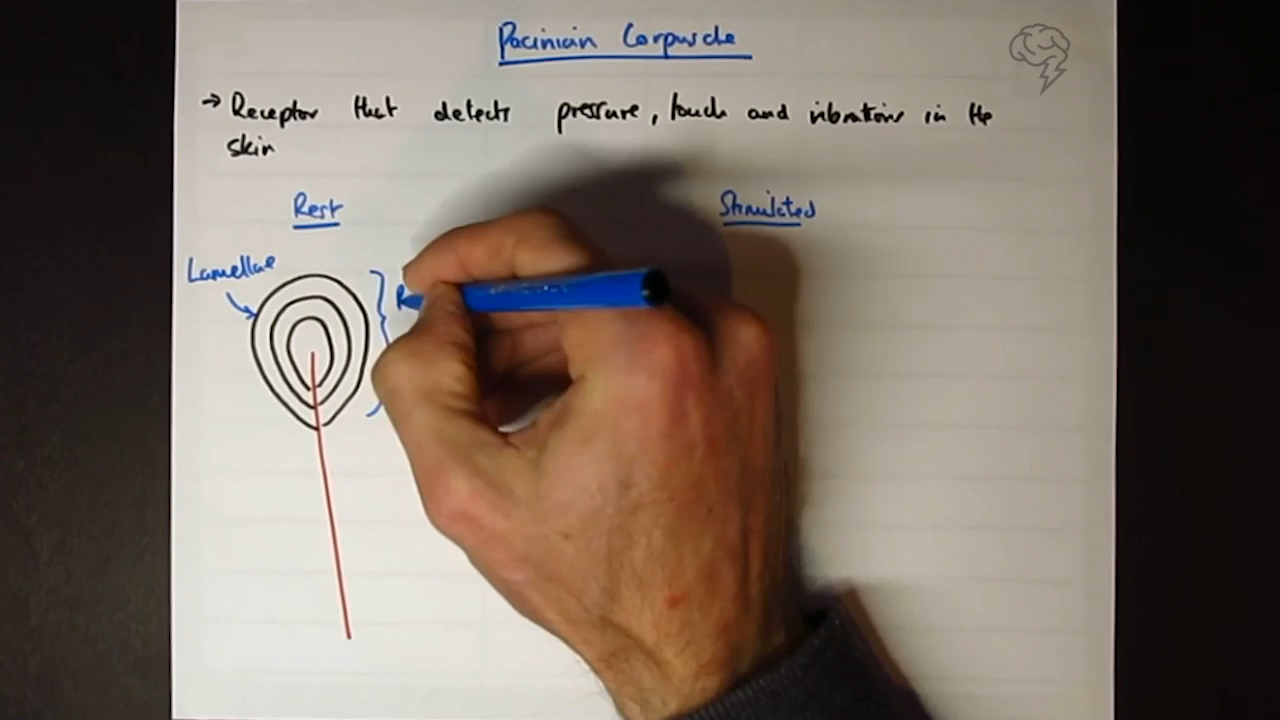 Pacinian Corpuscle
→ Receptor that detects pressure, touch and vibrations in the
skin
Rest
Stimulated
Lamellae